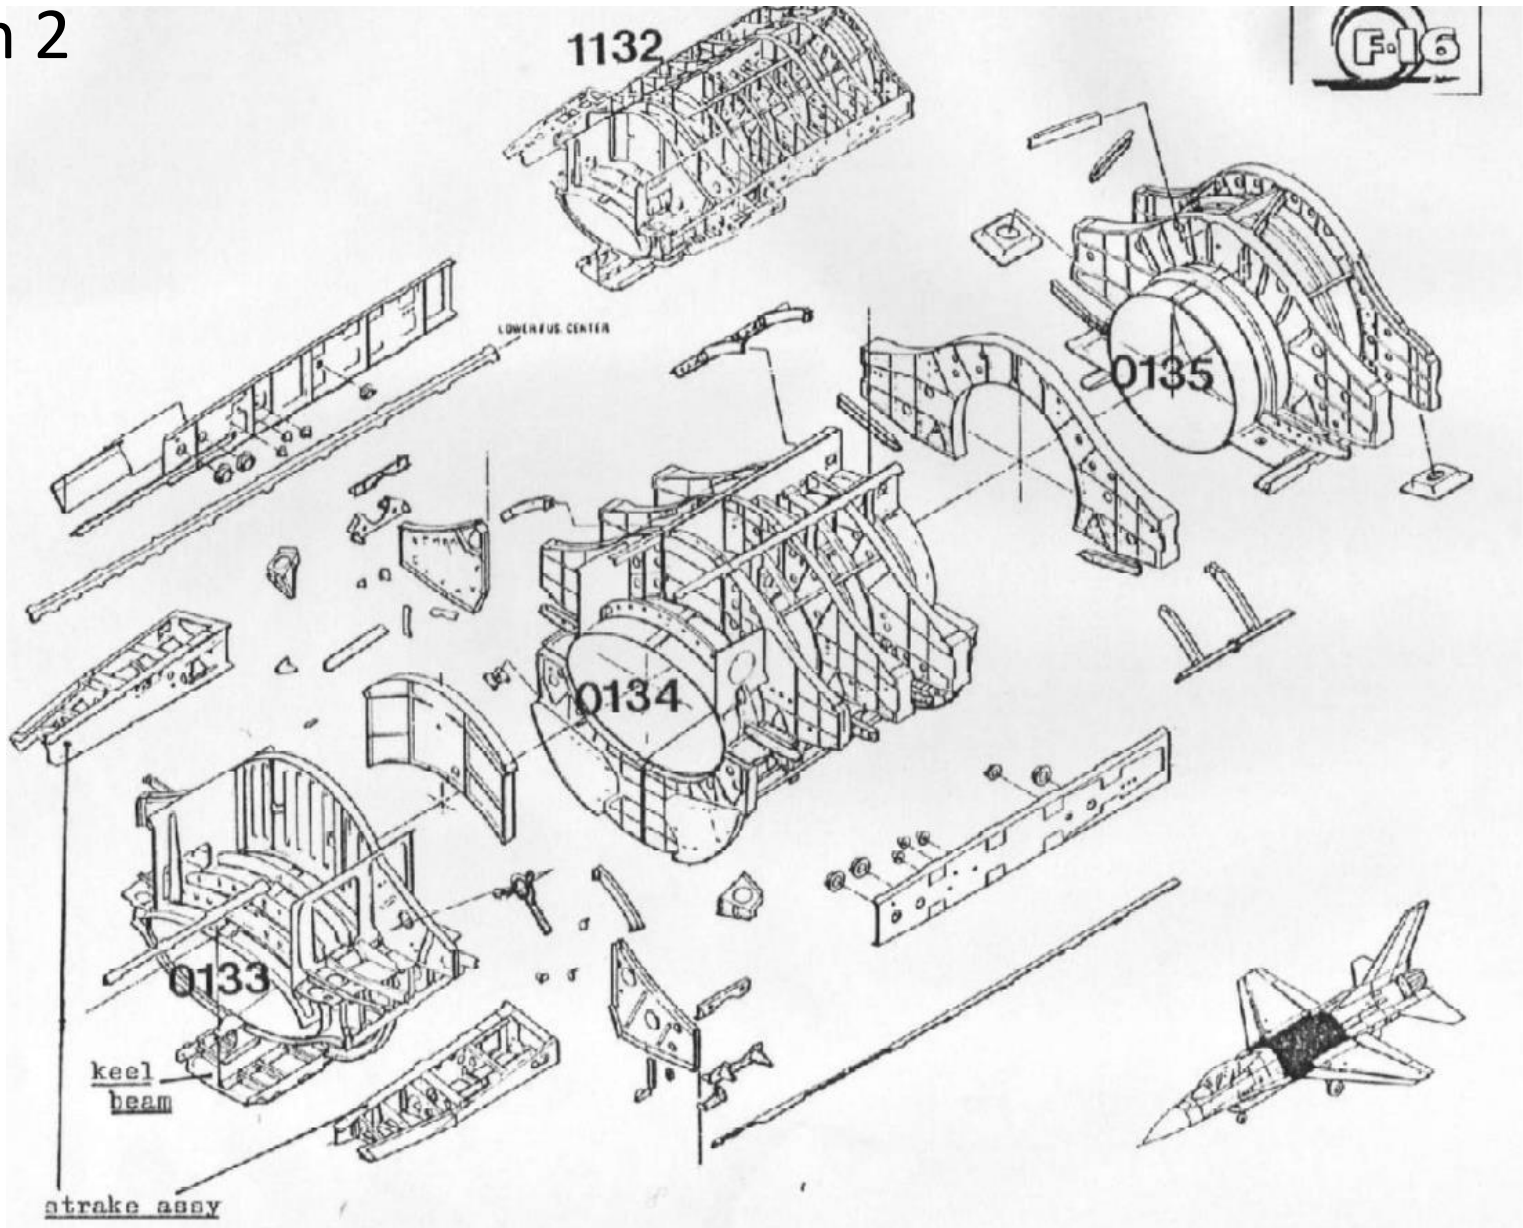 n 2
1132
F-16
LOWER FUS. CENTER
0135
0134
0133
keel
beam
strake assy